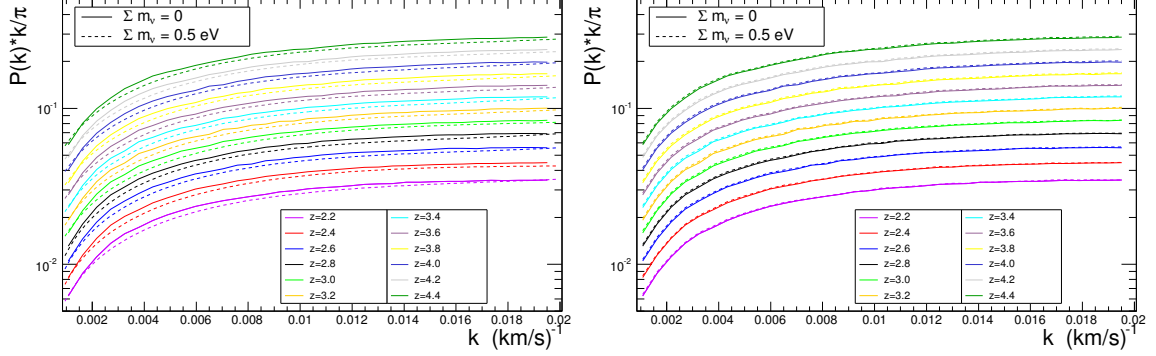 P(k)*k/π
Σ mν = 0
Σ mν = 0.5 eV
10⁻¹
10⁻²
z=2.2 z=3.4
z=2.4 z=3.6
z=2.6 z=3.8
z=2.8 z=4.0
z=3.0 z=4.2
z=3.2 z=4.4
0.002 0.004 0.006 0.008 0.01 0.012 0.014 0.016 0.018 0.02
k (km/s)⁻¹
P(k)*k/π
Σ mν = 0
Σ mν = 0.5 eV
10⁻¹
10⁻²
z=2.2 z=3.4
z=2.4 z=3.6
z=2.6 z=3.8
z=2.8 z=4.0
z=3.0 z=4.2
z=3.2 z=4.4
0.002 0.004 0.006 0.008 0.01 0.012 0.014 0.016 0.018 0.02
k (km/s)⁻¹